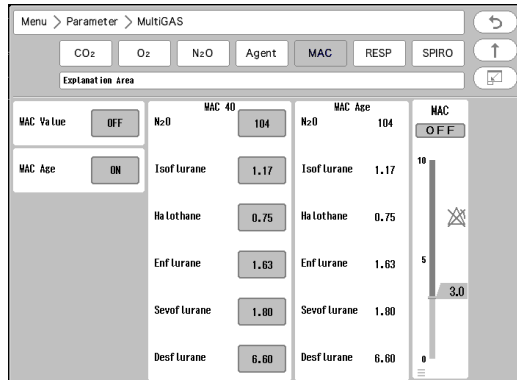 Menu > Parameter > MultiGAS
CO2 O2 N2O Agent MAC RESP SPIRO
Explanation Area
MAC Value OFF
MAC Age ON
MAC 40
N2O 104
Isoflurane 1.17
Halothane 0.75
Enflurane 1.63
Sevoflurane 1.80
Desflurane 6.60
MAC Age
N2O 104
Isoflurane 1.17
Halothane 0.75
Enflurane 1.63
Sevoflurane 1.80
Desflurane 6.60
MAC
OFF
10
5
3.0
0